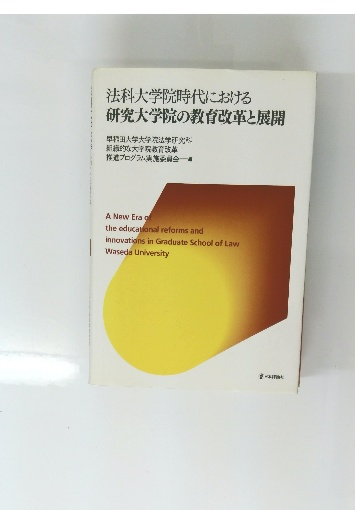 法科大学院時代における
研究大学院の教育改革と展開
早稲田大学大学院法学研究科
組織的な大学院教育改革
推進プログラム実施委員会――編
A New Era of
the educational reforms and
innovations in Graduate School of Law
Waseda University